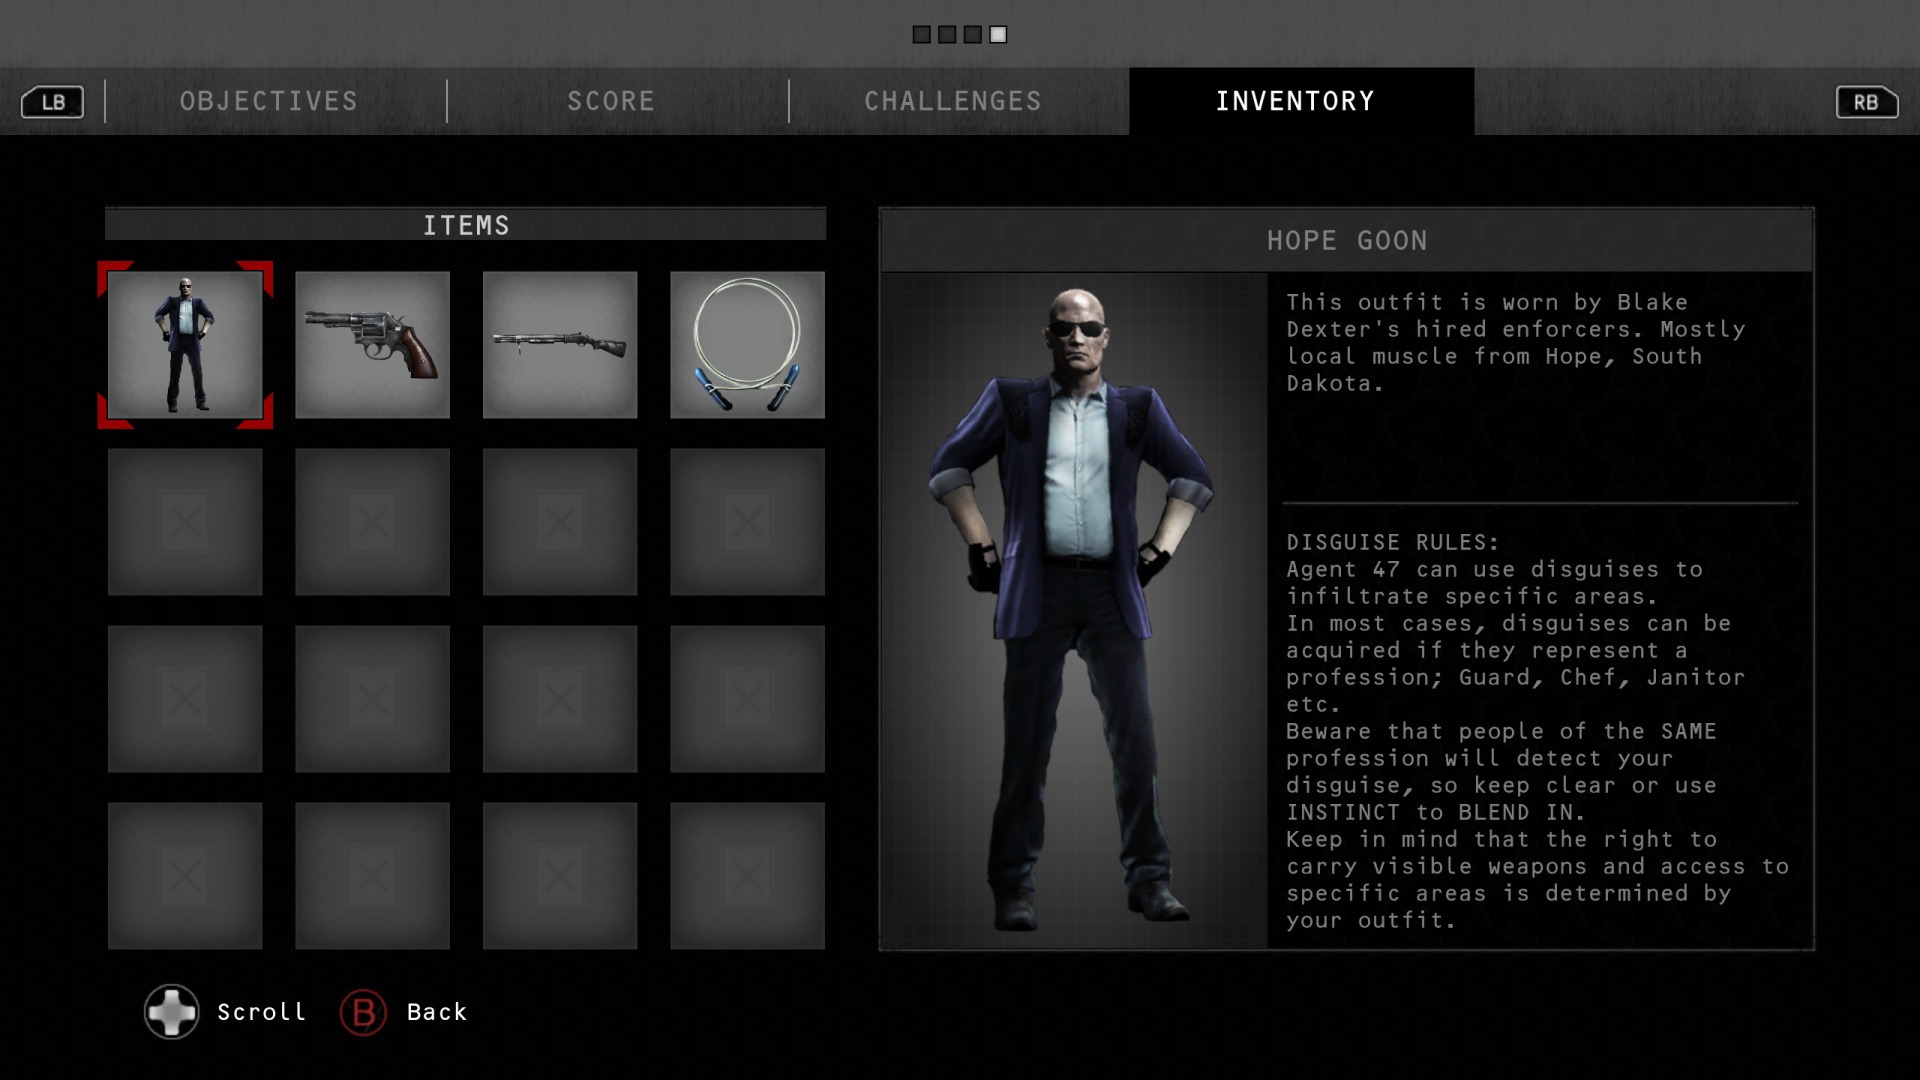 LB
OBJECTIVES
SCORE
CHALLENGES
INVENTORY
RB
ITEMS
HOPE GOON
This outfit is worn by Blake
Dexter's hired enforcers. Mostly
local muscle from Hope, South
Dakota.
DISGUISE RULES:
Agent 47 can use disguises to
infiltrate specific areas.
In most cases, disguises can be
acquired if they represent a
profession; Guard, Chef, Janitor
etc.
Beware that people of the SAME
profession will detect your
disguise, so keep clear or use
INSTINCT to BLEND IN.
Keep in mind that the right to
carry visible weapons and access to
specific areas is determined by
your outfit.
Scroll
B
Back